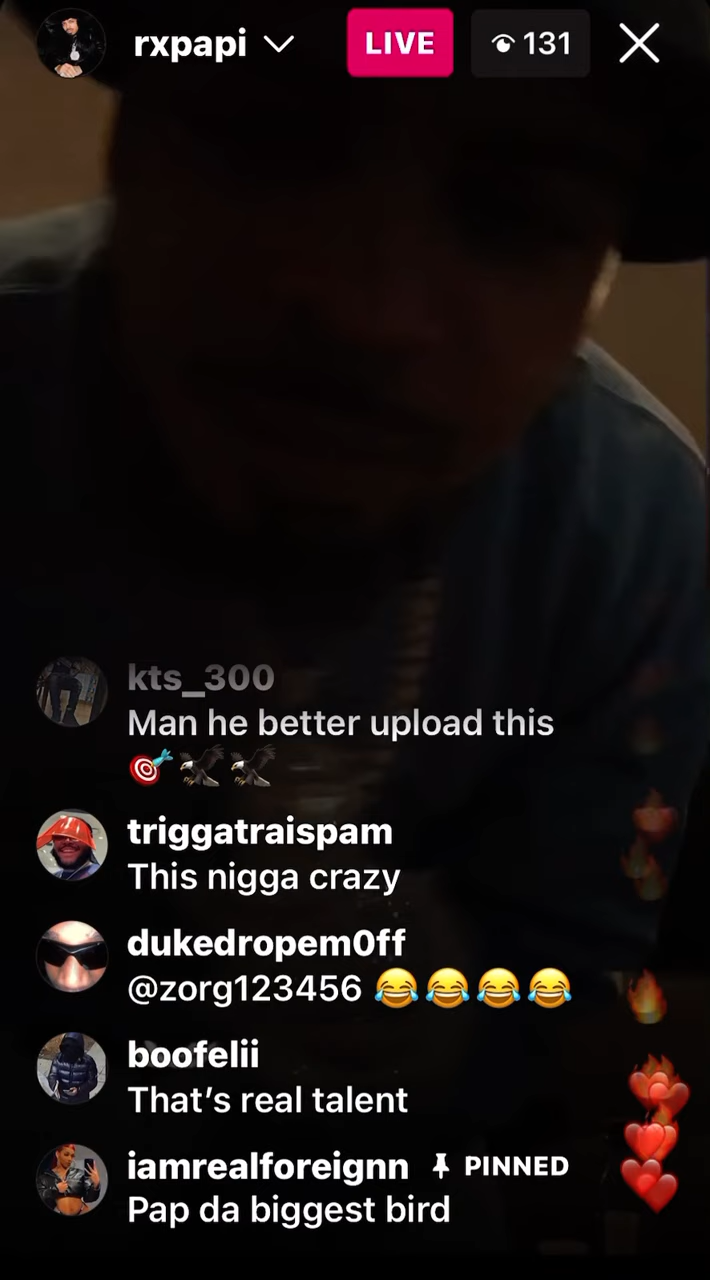 rxpapi
LIVE
131
kts_300
Man he better upload this
🎯🦅🦅
triggatraispam
This nigga crazy
dukedropem0ff
@zorg123456 😂😂😂😂
boofelii
That’s real talent
iamrealforeignn PINNED
Pap da biggest bird